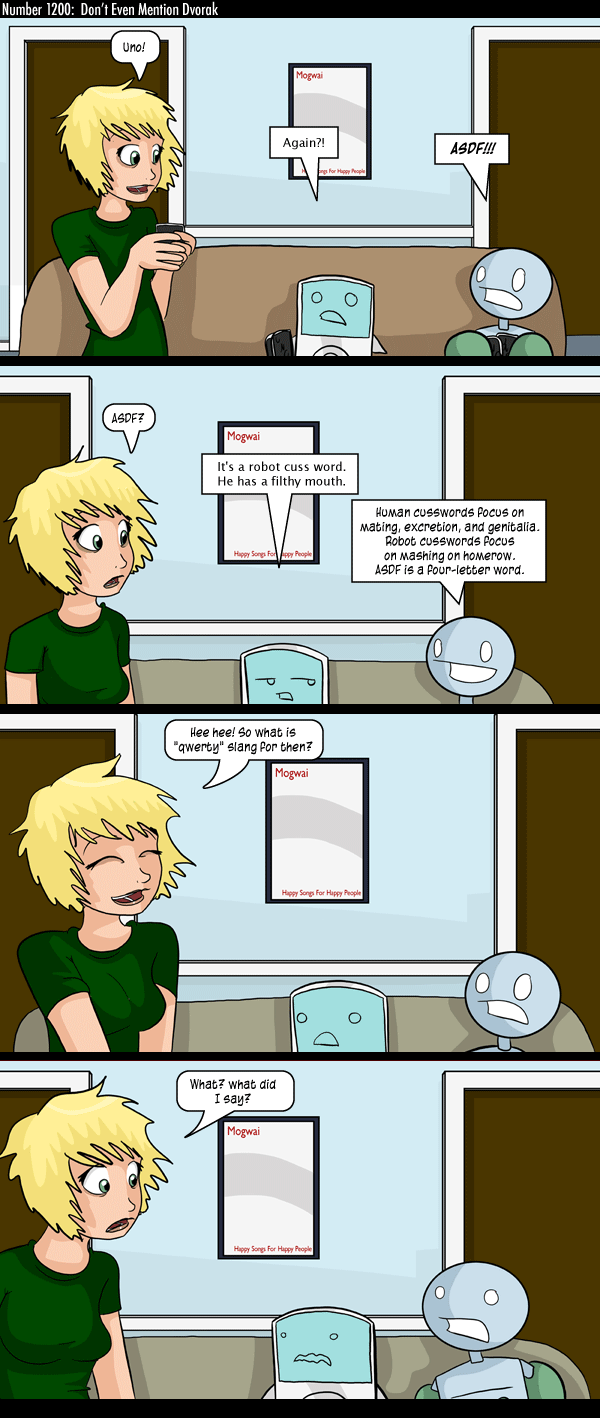 Number 1200: Don't Even Mention Dvorak
Uno!
Mogwai
Again?!
ASDF!!!
Songs For Happy People
ASDF?
Mogwai
It's a robot cuss word.
He has a filthy mouth.
Human cusswords focus on
mating, excretion, and genitalia.
Robot cusswords focus
on mashing on homerow.
ASDF is a four-letter word.
Happy Songs For Happy People
Hee hee! So what is
"qwerty" slang for then?
Mogwai
Happy Songs For Happy People
What? what did
I say?
Mogwai
Happy Songs For Happy People